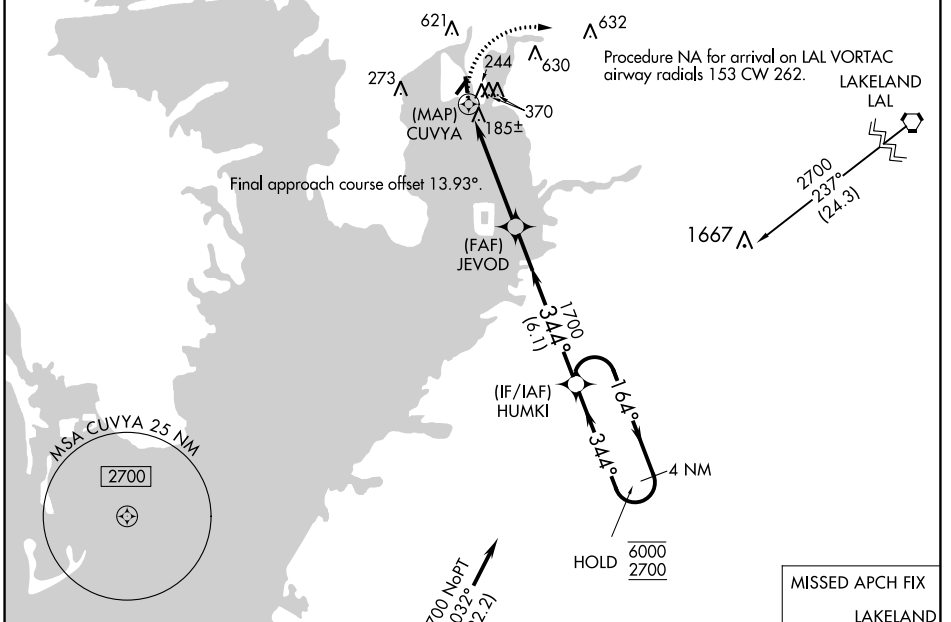 621
632
630
244
273
370
185±
(MAP)
CUVYA
Procedure NA for arrival on LAL VORTAC
airway radials 153 CW 262.
LAKELAND
LAL
2700
237°
(24.3)
1667
Final approach course offset 13.93°.
(FAF)
JEVOD
1700
344°
(6.1)
(IF/IAF)
HUMKI
164°
344°
4 NM
HOLD
6000
2700
MSA CUVYA 25 NM
2700
700 NoPT
032°
2.2)
MISSED APCH FIX
LAKELAND